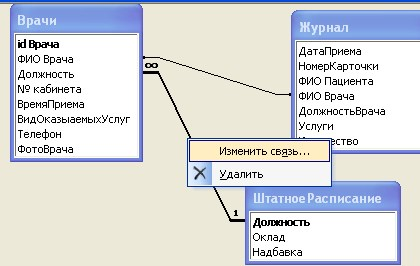 Врачи
id Врача
ФИО Врача
Должность
№ кабинета
ВремяПриема
ВидОказыаемыхУслуг
Телефон
ФотоВрача
∞
Журнал
ДатаПриема
НомерКарточки
ФИО Пациента
ФИО Врача
ДолжностьВрача
Услуги
Изменить связь...
Удалить
1
ШтатноеРасписание
Должность
Оклад
Надбавка